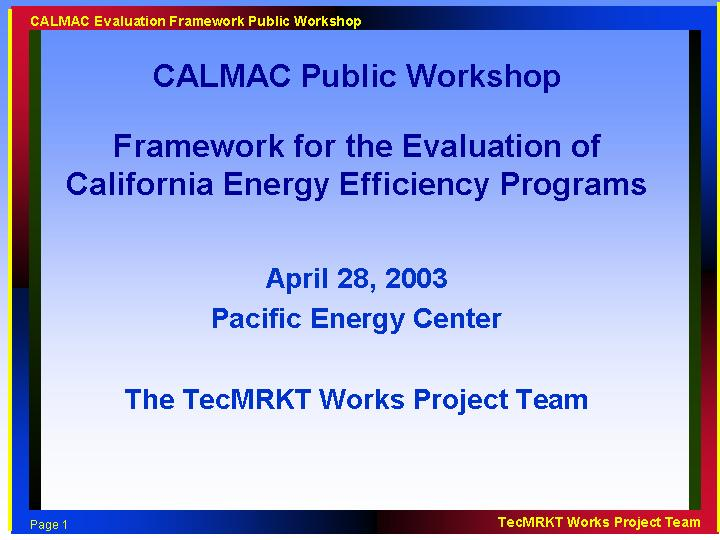 CALMAC Evaluation Framework Public Workshop
CALMAC Public Workshop
Framework for the Evaluation of
California Energy Efficiency Programs
April 28, 2003
Pacific Energy Center
The TecMRKT Works Project Team
Page 1
TecMRKT Works Project Team